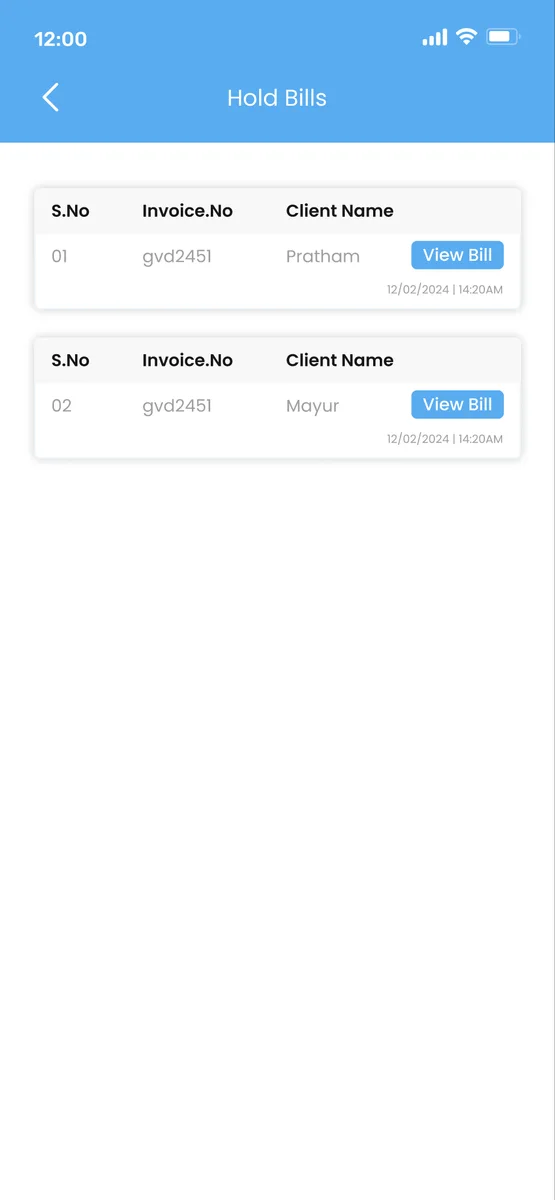 12:00
Hold Bills
S.No Invoice.No Client Name
01 gvd2451 Pratham View Bill
12/02/2024 | 14:20AM
S.No Invoice.No Client Name
02 gvd2451 Mayur View Bill
12/02/2024 | 14:20AM